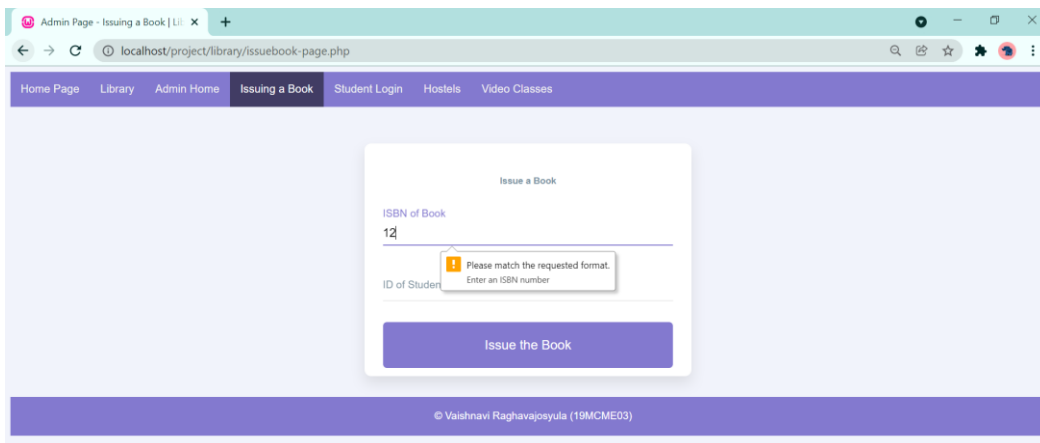 Admin Page - Issuing a Book | Li
localhost/project/library/issuebook-page.php
Home Page Library Admin Home Issuing a Book Student Login Hostels Video Classes
Issue a Book
ISBN of Book
12
Please match the requested format.
Enter an ISBN number
ID of Studen
Issue the Book
© Vaishnavi Raghavajosyula (19MCME03)